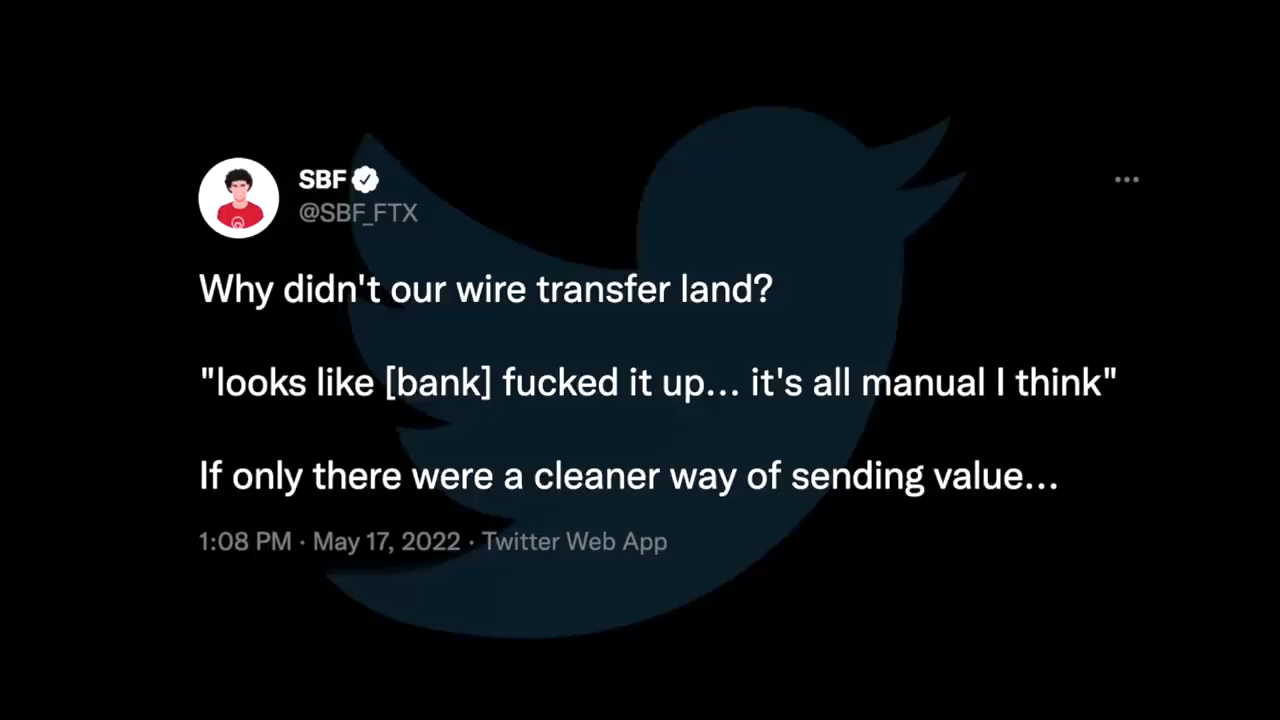 SBF
@SBF_FTX
Why didn't our wire transfer land?
"looks like [bank] fucked it up... it's all manual I think"
If only there were a cleaner way of sending value...
1:08 PM · May 17, 2022 · Twitter Web App